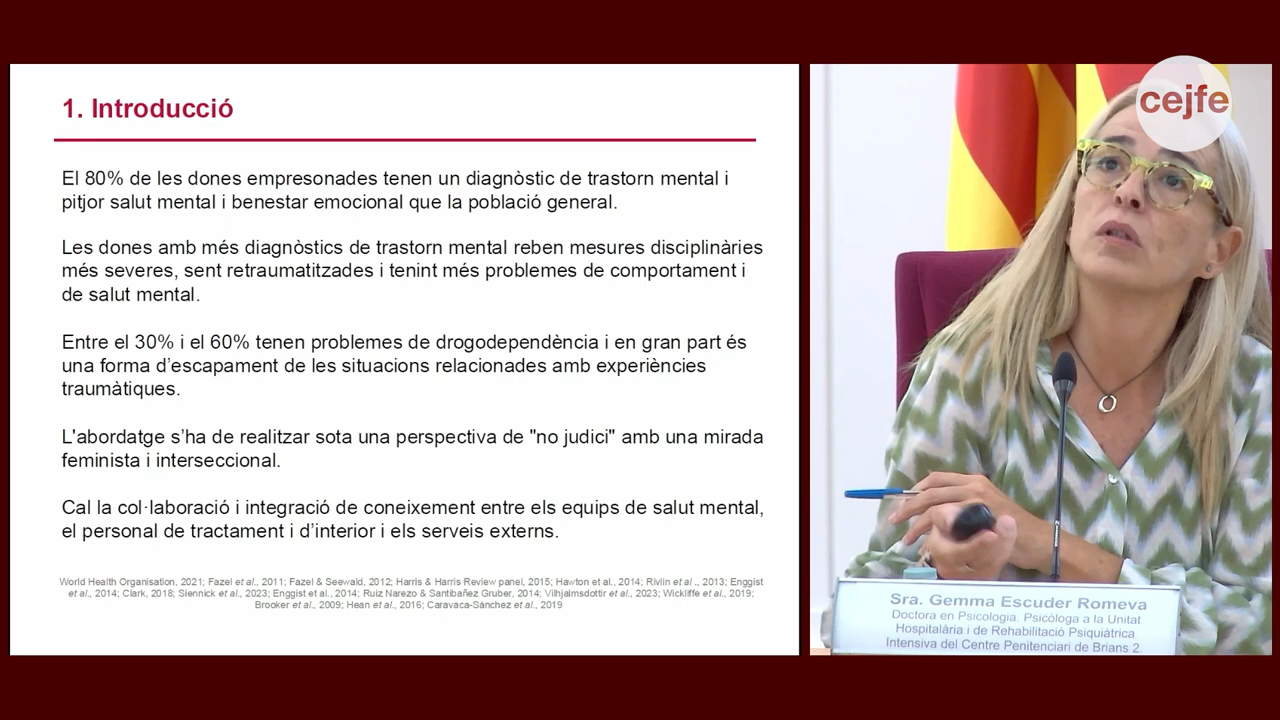 1. Introducció
El 80% de les dones empresonades tenen un diagnòstic de trastorn mental i
pitjor salut mental i benestar emocional que la població general.
Les dones amb més diagnòstics de trastorn mental reben mesures disciplinàries
més severes, sent retraumatitzades i tenint més problemes de comportament i
de salut mental.
Entre el 30% i el 60% tenen problemes de drogodependència i en gran part és
una forma d’escapament de les situacions relacionades amb experiències
traumàtiques.
L'abordatge s’ha de realitzar sota una perspectiva de "no judici" amb una mirada
feminista i interseccional.
Cal la col·laboració i integració de coneixement entre els equips de salut mental,
el personal de tractament i d’interior i els serveis externs.
World Health Organisation, 2021; Fazel et al., 2011; Fazel & Seewald, 2012; Harris & Harris Review panel, 2015; Hawton et al., 2014; Rivlin et al ., 2013; Enggist
et al., 2014; Clark, 2018; Siennick et al., 2023; Enggist et al., 2014; Ruiz Narezo & Santibañez Gruber, 2014; Vilhjalmsdottir et al., 2023; Wickliffe et al., 2019;
Brooker et al., 2009; Hean et al., 2016; Caravaca-Sánchez et al., 2019
cejfe
Sra. Gemma Escuder Romeva
Doctora en Psicologia. Psicòloga a la Unitat
Hospitalària i de Rehabilitació Psiquiàtrica
Intensiva del Centre Penitenciari de Brians 2.